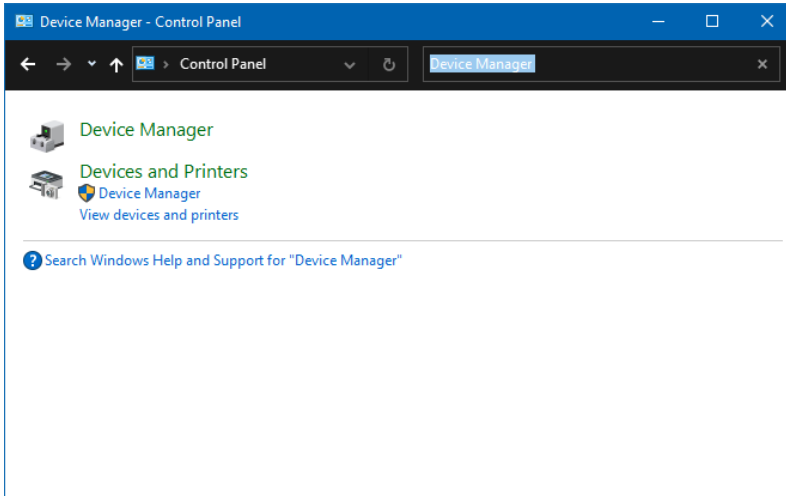 Device Manager - Control Panel
Control Panel
Device Manager
Device Manager
Devices and Printers
Device Manager
View devices and printers
Search Windows Help and Support for "Device Manager"